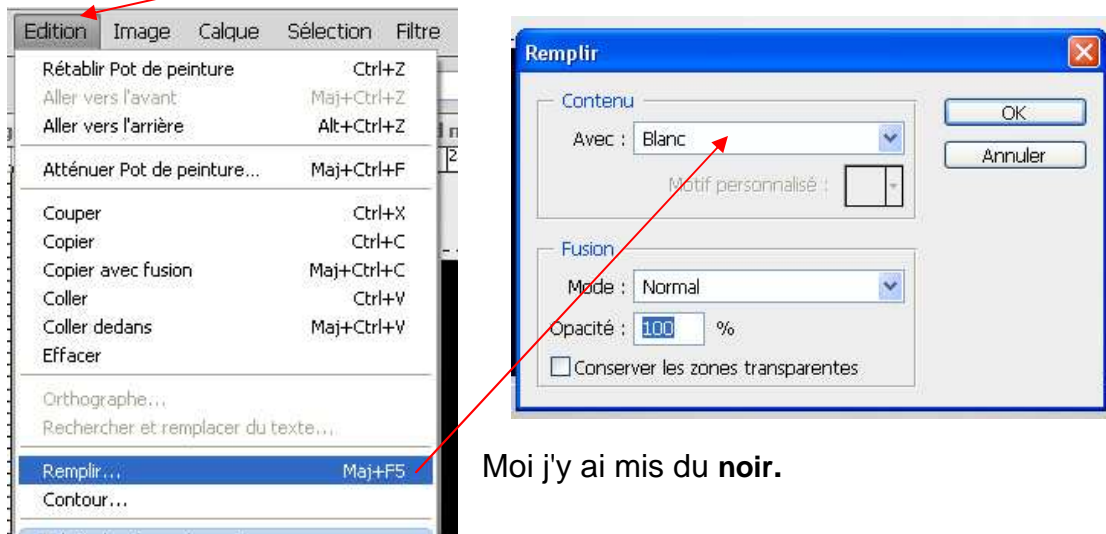 Edition Image Calque Sélection Filtre
Rétablir Pot de peinture Ctrl+Z
Aller vers l'avant Maj+Ctrl+Z
Aller vers l'arrière Alt+Ctrl+Z
Atténuer Pot de peinture... Maj+Ctrl+F
Couper Ctrl+X
Copier Ctrl+C
Copier avec fusion Maj+Ctrl+C
Coller Ctrl+V
Coller dedans Maj+Ctrl+V
Effacer
Orthographe...
Rechercher et remplacer du texte...
Remplir... Maj+F5
Contour...
Remplir
Contenu
Avec : Blanc
Motif personnalisé :
Fusion
Mode : Normal
Opacité : 100 %
Conserver les zones transparentes
OK
Annuler
Moi j'y ai mis du noir.